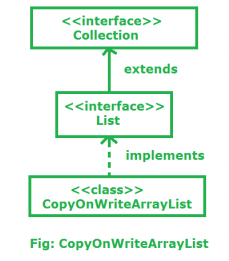 <<interface>>
Collection
extends
<<interface>>
List
implements
<<class>>
CopyOnWriteArrayList
Fig: CopyOnWriteArrayList